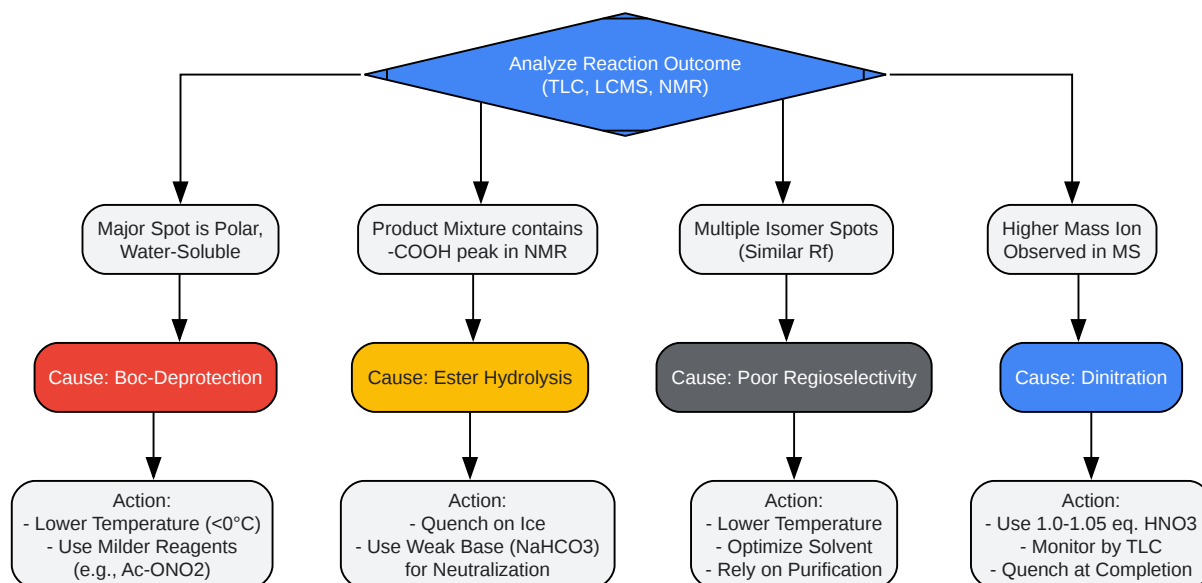 Analyze Reaction Outcome
(TLC, LCMS, NMR)
Major Spot is Polar,
Water-Soluble
Product Mixture contains
-COOH peak in NMR
Multiple Isomer Spots
(Similar Rf)
Higher Mass Ion
Observed in MS
Cause: Boc-Deprotection
Cause: Ester Hydrolysis
Cause: Poor Regioselectivity
Cause: Dinitration
Action:
- Lower Temperature (<0°C)
- Use Milder Reagents
(e.g., Ac-ONO2)
Action:
- Quench on Ice
- Use Weak Base (NaHCO3)
for Neutralization
Action:
- Lower Temperature
- Optimize Solvent
- Rely on Purification
Action:
- Use 1.0-1.05 eq. HNO3
- Monitor by TLC
- Quench at Completion